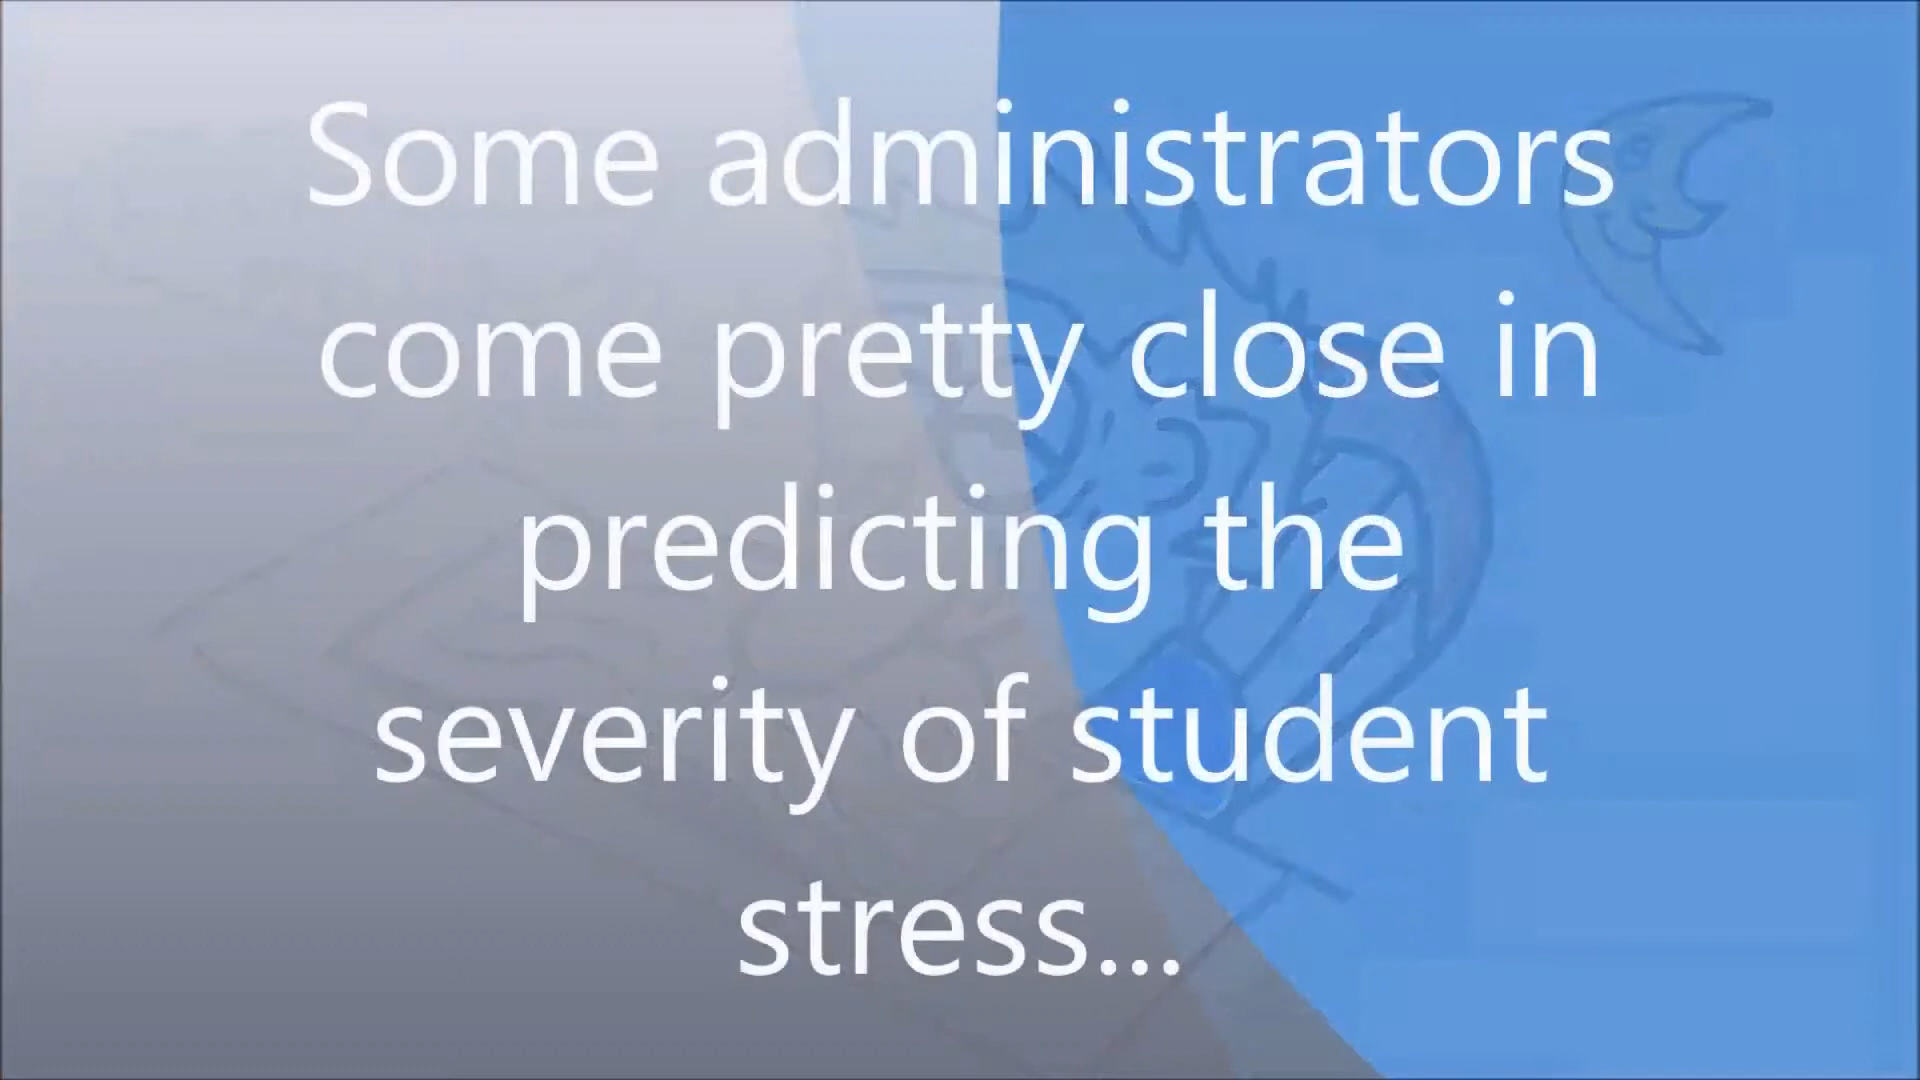 Some administrators
come pretty close in
predicting the
severity of student
stress...